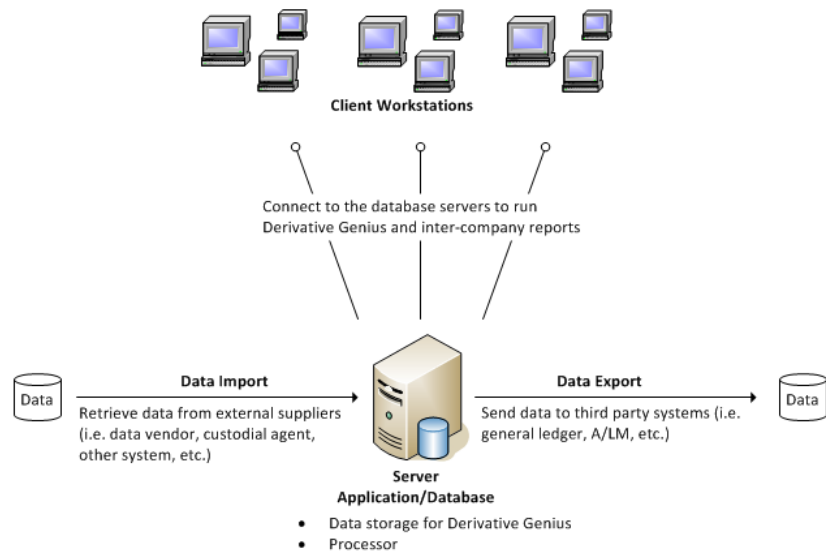 Client Workstations
Connect to the database servers to run
Derivative Genius and inter-company reports
Data
Data Import
Retrieve data from external suppliers
(i.e. data vendor, custodial agent,
other system, etc.)
Data Export
Send data to third party systems (i.e.
general ledger, A/LM, etc.)
Data
Server
Application/Database
• Data storage for Derivative Genius
• Processor